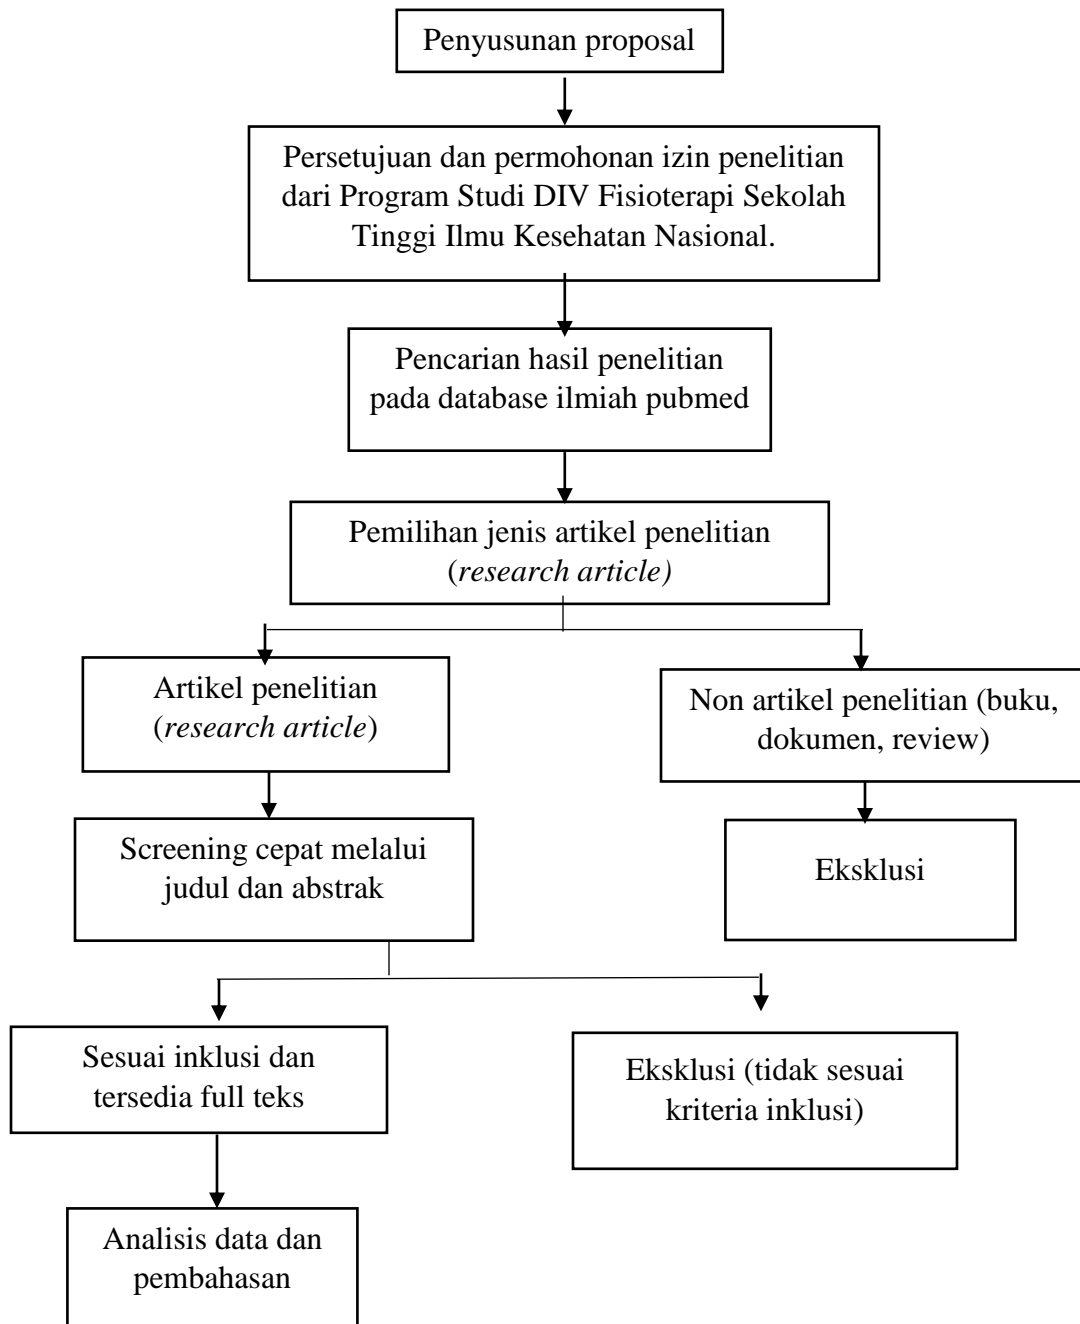 Penyusunan proposal
Persetujuan dan permohonan izin penelitian
dari Program Studi DIV Fisioterapi Sekolah
Tinggi Ilmu Kesehatan Nasional.
Pencarian hasil penelitian
pada database ilmiah pubmed
Pemilihan jenis artikel penelitian
(research article)
Artikel penelitian
(research article)
Non artikel penelitian (buku,
dokumen, review)
Screening cepat melalui
judul dan abstrak
Eksklusi
Sesuai inklusi dan
tersedia full teks
Eksklusi (tidak sesuai
kriteria inklusi)
Analisis data dan
pembahasan